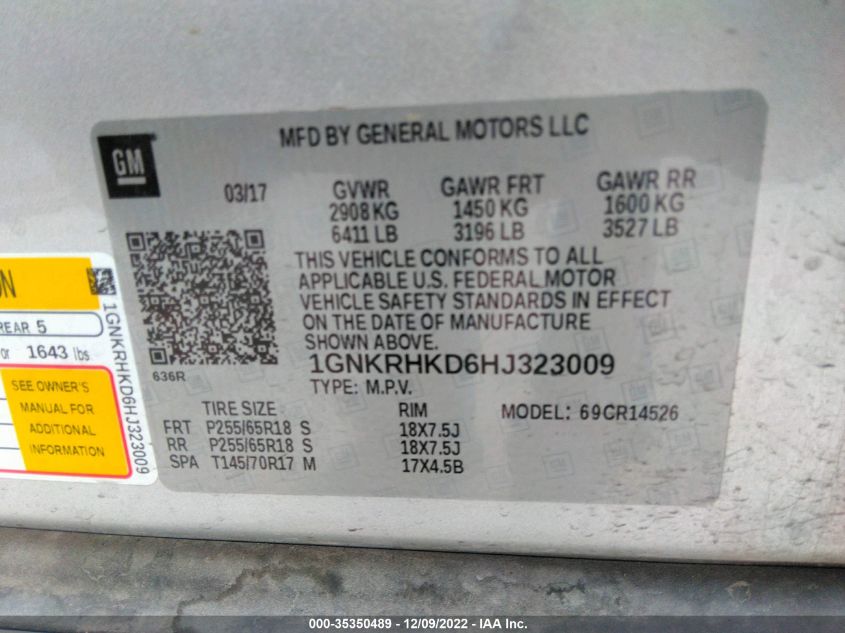 MFD BY GENERAL MOTORS LLC
GM
03/17
GVWR GAWR FRT GAWR RR
2908 KG 1450 KG 1600 KG
6411 LB 3196 LB 3527 LB
THIS VEHICLE CONFORMS TO ALL
APPLICABLE U.S. FEDERAL MOTOR
VEHICLE SAFETY STANDARDS IN EFFECT
ON THE DATE OF MANUFACTURE
SHOWN ABOVE.
636R
1GNKRHKD6HJ323009
TYPE: M.P.V.
TIRE SIZE RIM MODEL: 69CR14526
FRT P255/65R18 S 18X7.5J
RR P255/65R18 S 18X7.5J
SPA T145/70R17 M 17X4.5B
REAR 5
or 1643 lbs
SEE OWNER'S
MANUAL FOR
ADDITIONAL
INFORMATION
1GNKRHKD6HJ323009
000-35350489 - 12/09/2022 - IAA Inc.